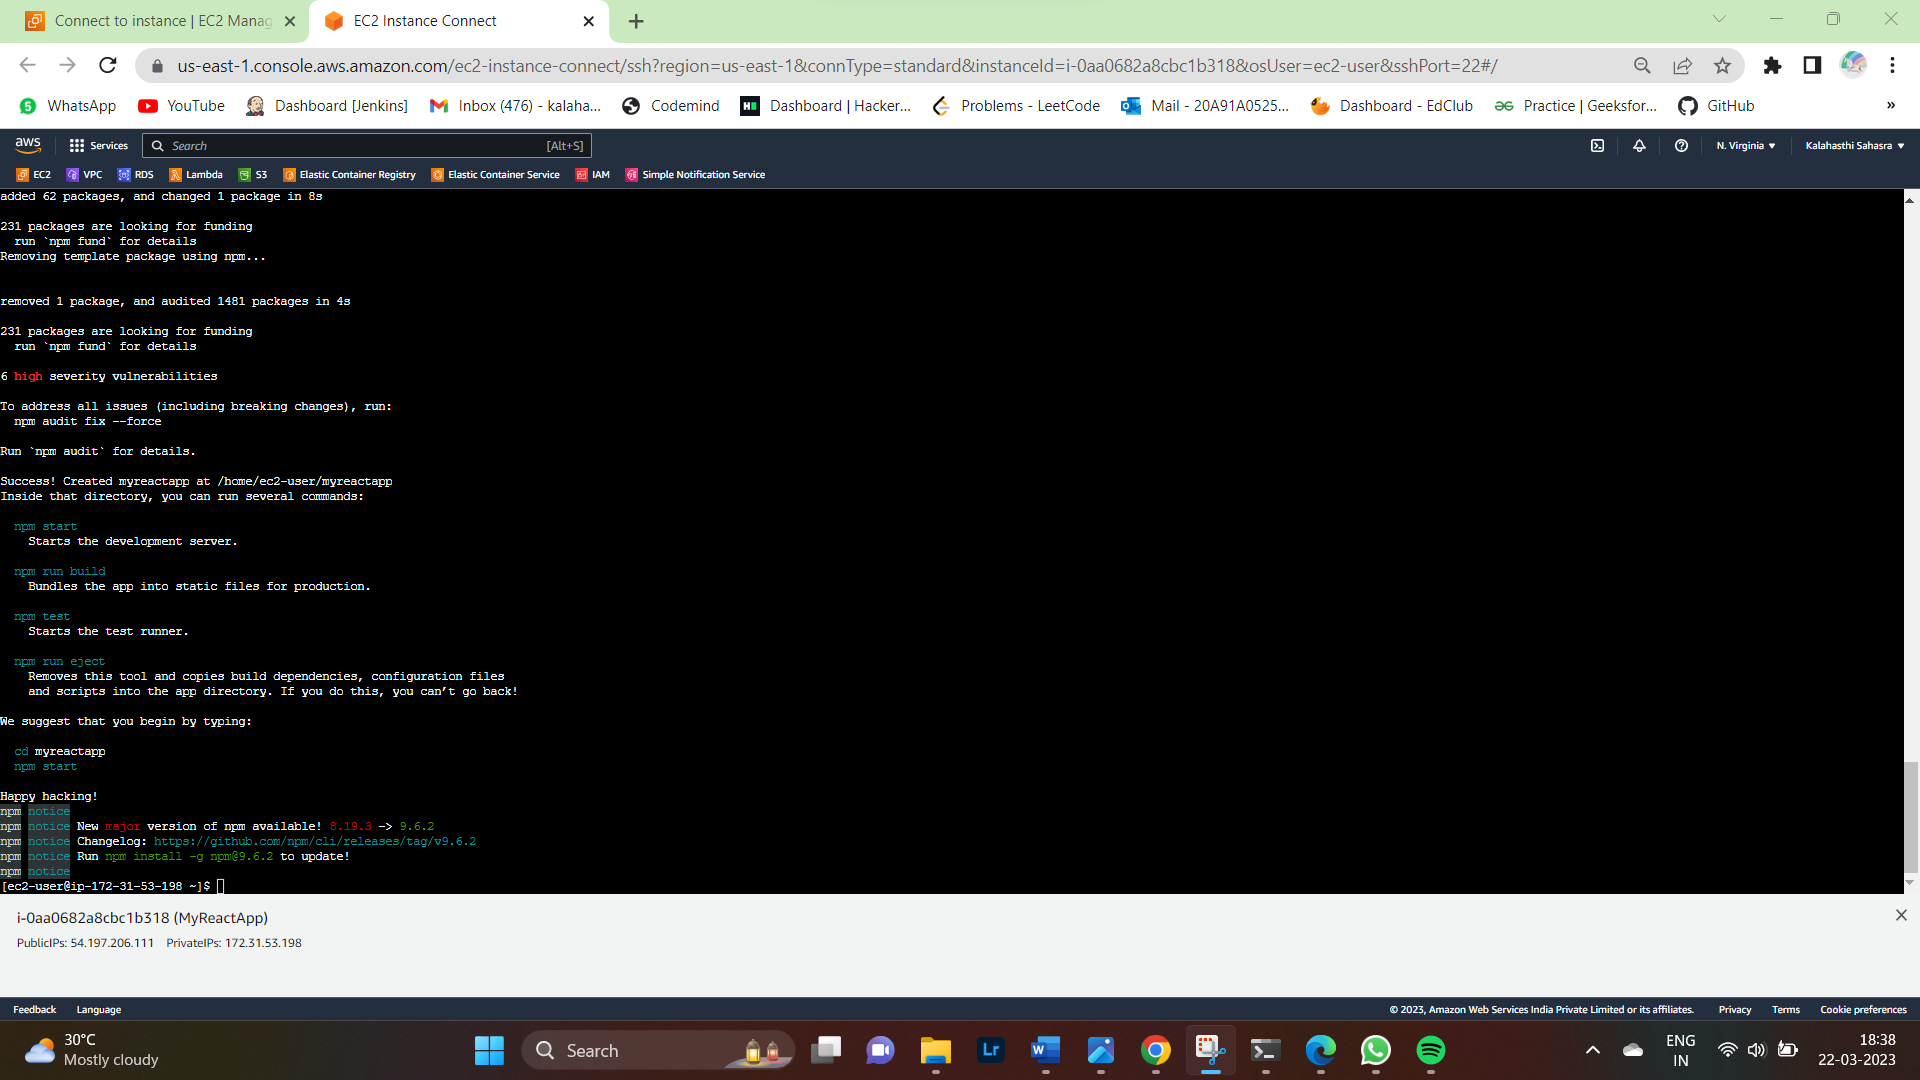 Connect to instance | EC2 Manag
EC2 Instance Connect
us-east-1.console.aws.amazon.com/ec2-instance-connect/ssh?region=us-east-1&connType=standard&instanceId=i-0aa0682a8cbc1b318&osUser=ec2-user&sshPort=22#/
WhatsApp YouTube Dashboard [Jenkins] Inbox (476) - kalaha... Codemind Dashboard | Hacker... Problems - LeetCode Mail - 20A91A0525... Dashboard - EdClub Practice | Geeksfor... GitHub »
aws Services Search [Alt+S] N. Virginia Kalahasthi Sahasra
EC2 VPC RDS Lambda S3 Elastic Container Registry Elastic Container Service IAM Simple Notification Service
added 62 packages, and changed 1 package in 8s
231 packages are looking for funding
run `npm fund` for details
Removing template package using npm...
removed 1 package, and audited 1481 packages in 4s
231 packages are looking for funding
run `npm fund` for details
6 high severity vulnerabilities
To address all issues (including breaking changes), run:
npm audit fix --force
Run `npm audit` for details.
Success! Created myreactapp at /home/ec2-user/myreactapp
Inside that directory, you can run several commands:
npm start
Starts the development server.
npm run build
Bundles the app into static files for production.
npm test
Starts the test runner.
npm run eject
Removes this tool and copies build dependencies, configuration files
and scripts into the app directory. If you do this, you can't go back!
We suggest that you begin by typing:
cd myreactapp
npm start
Happy hacking!
npm notice
npm notice New major version of npm available! 8.19.3 -> 9.6.2
npm notice Changelog: https://github.com/npm/cli/releases/tag/v9.6.2
npm notice Run npm install -g npm@9.6.2 to update!
npm notice
[ec2-user@ip-172-31-53-198 ~]$
i-0aa0682a8cbc1b318 (MyReactApp)
PublicIPs: 54.197.206.111 PrivateIPs: 172.31.53.198
Feedback Language © 2023, Amazon Web Services India Private Limited or its affiliates. Privacy Terms Cookie preferences
30°C
Mostly cloudy
Search
Lr
W
ENG
IN
18:38
22-03-2023